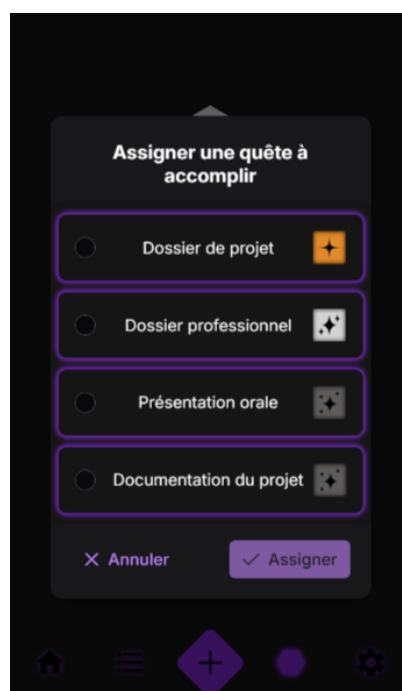 Assigner une quête à
accomplir
Dossier de projet
Dossier professionnel
Présentation orale
Documentation du projet
Annuler
Assigner